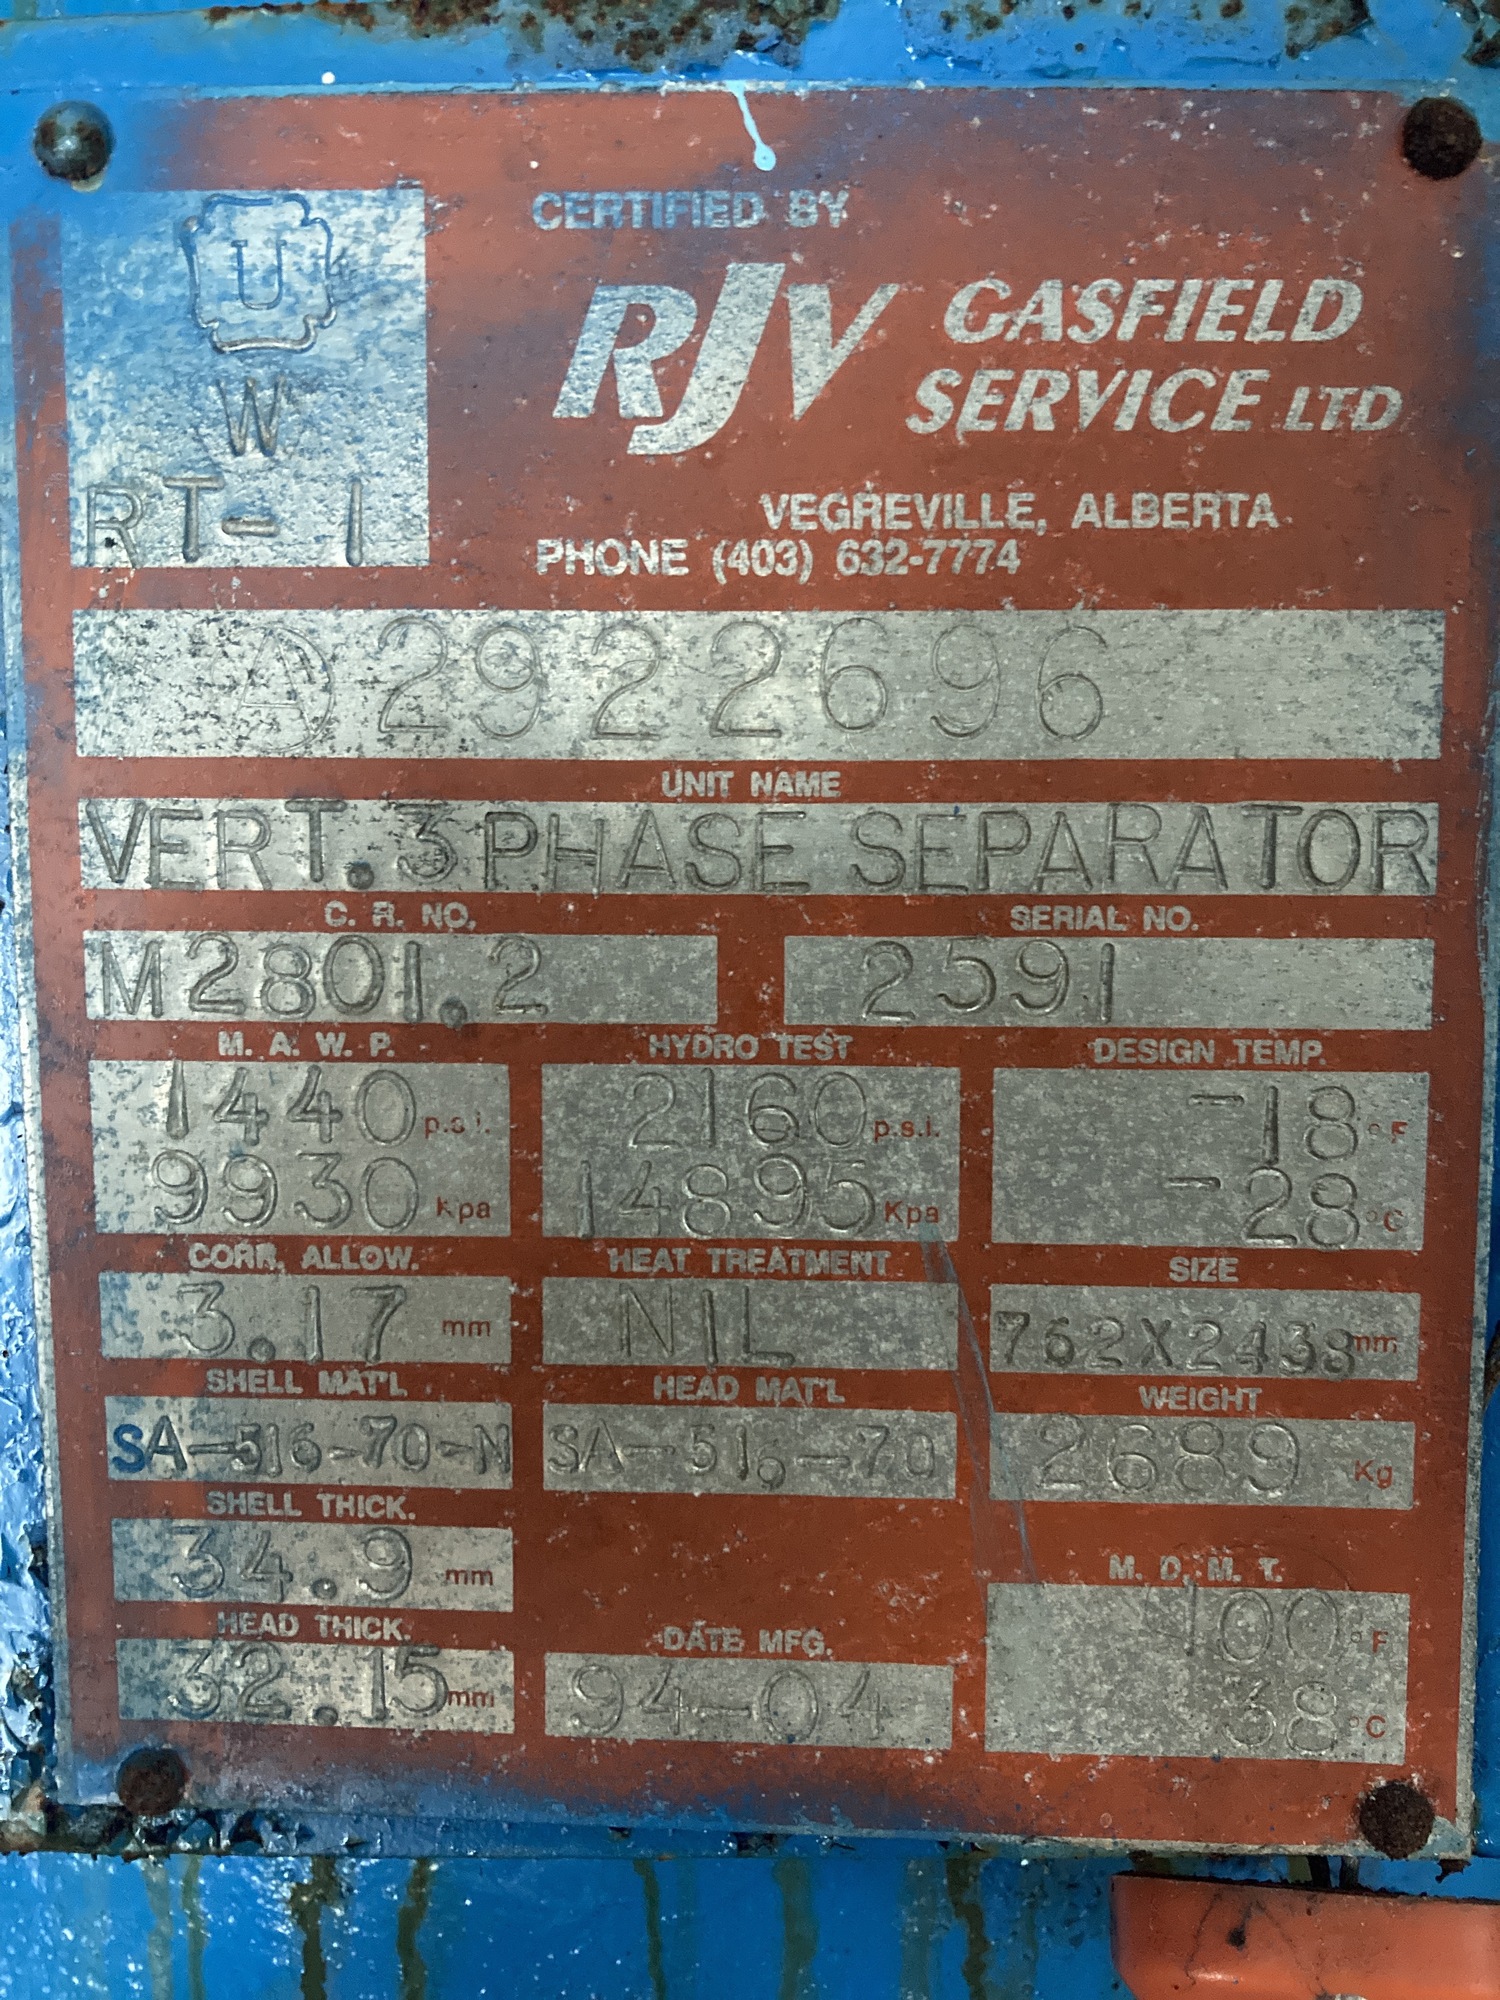 U
W
RT-1
CERTIFIED BY
RJV GASFIELD
SERVICE LTD
VEGREVILLE, ALBERTA
PHONE (403) 632-7774
A2922696
UNIT NAME
VERT. 3 PHASE SEPARATOR
C. R. NO. SERIAL NO.
M2801.2 2591
M. A. W. P. HYDRO TEST DESIGN TEMP.
1440 p.s.i. 2160 p.s.i. -18 °F
9930 Kpa 14895 Kpa -28 °C
CORR. ALLOW. HEAT TREATMENT SIZE
3.17 mm NIL 762X2438 mm
SHELL MAT'L HEAD MAT'L WEIGHT
SA-516-70-N SA-516-70 2689 Kg
SHELL THICK.
34.9 mm
M. D. M. T.
100 °F
38 °C
HEAD THICK.
32.15 mm
DATE MFG.
94-04